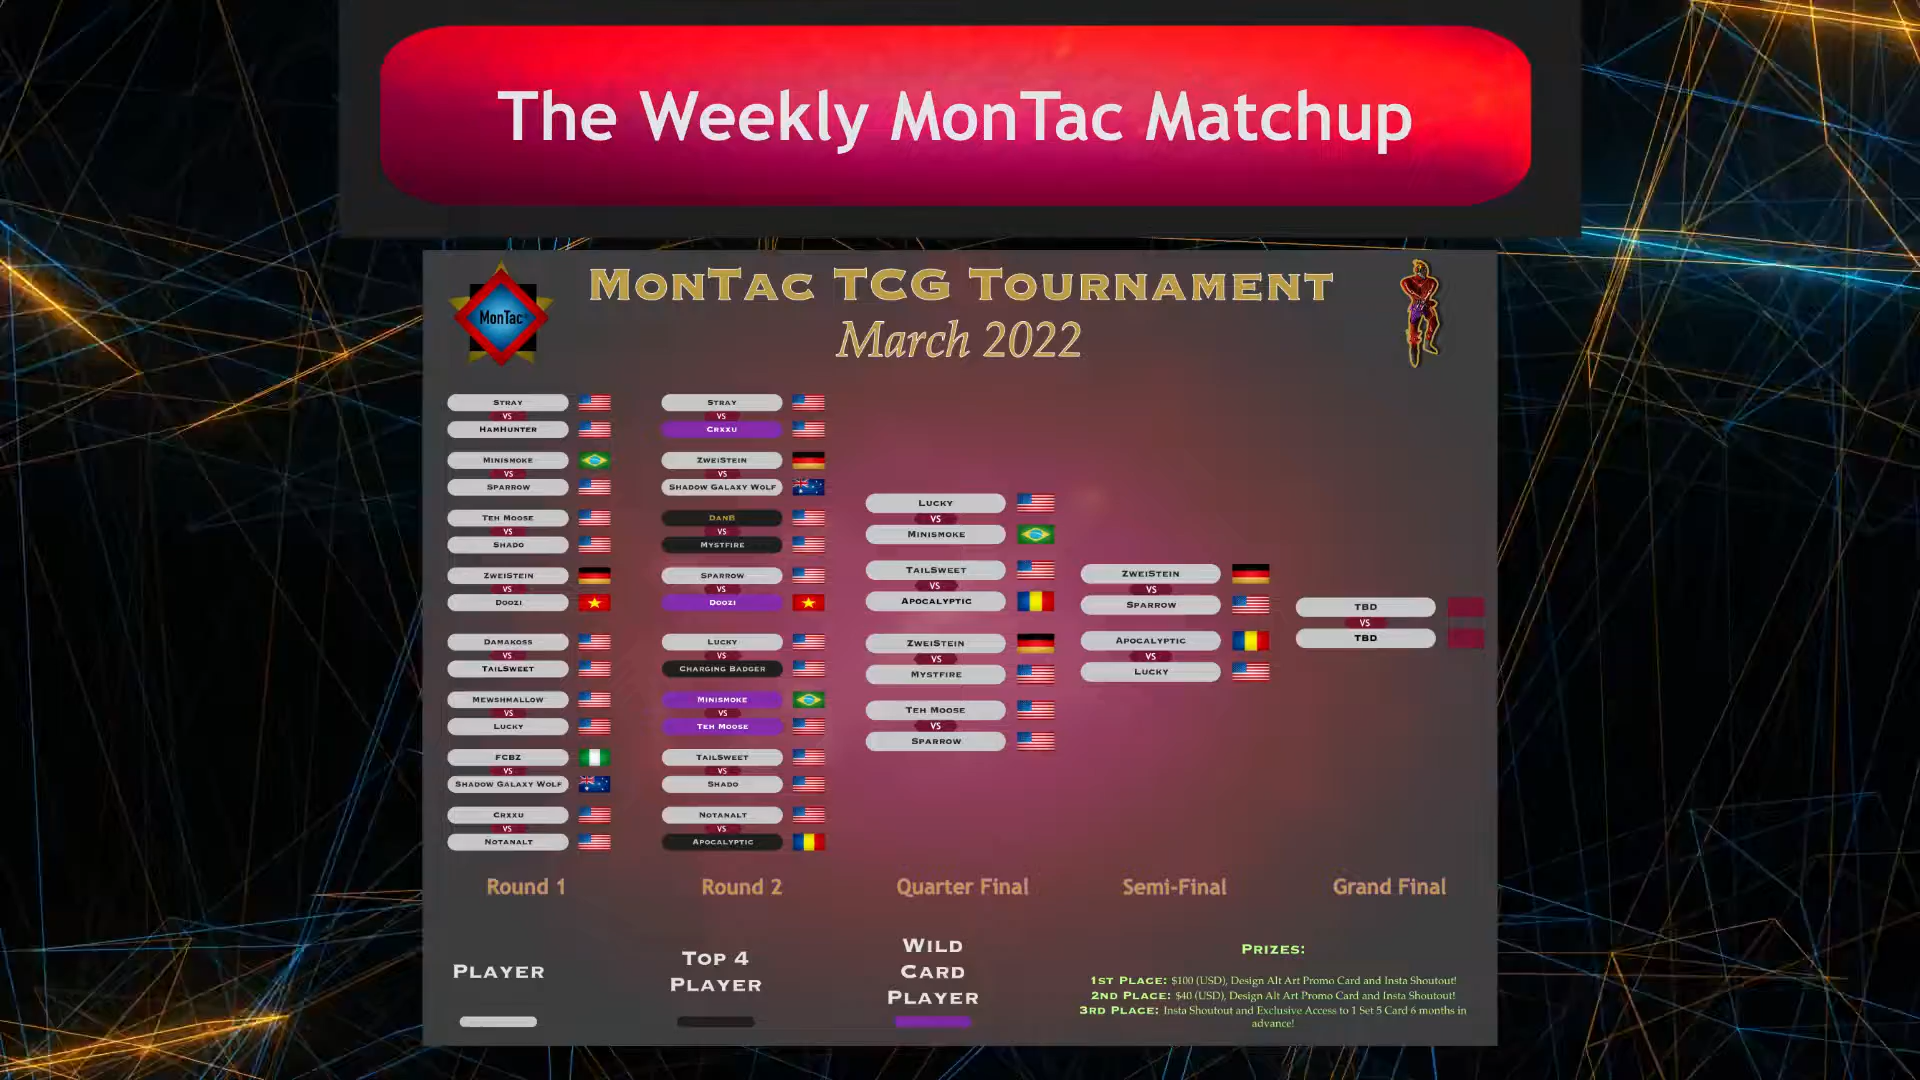 The Weekly MonTac Matchup
MonTac TCG Tournament
March 2022
MonTac
Stray
VS
HamHunter
Minismoke
VS
Sparrow
Teh Moose
VS
Shado
ZweiStein
VS
Doozi
Damakoss
VS
TailSweet
Mewshmallow
VS
Lucky
FCBZ
VS
Shadow Galaxy Wolf
Crxxu
VS
Notanalt
Round 1
Stray
VS
Crxxu
ZweiStein
VS
Shadow Galaxy Wolf
DanB
VS
Mystfire
Sparrow
VS
Doozi
Lucky
VS
Charging Badger
Minismoke
VS
Teh Moose
TailSweet
VS
Shado
Notanalt
VS
Apocalyptic
Round 2
Lucky
VS
Minismoke
TailSweet
VS
Apocalyptic
ZweiStein
VS
Mystfire
Teh Moose
VS
Sparrow
Quarter Final
ZweiStein
VS
Sparrow
Apocalyptic
VS
Lucky
Semi-Final
TBD
VS
TBD
Grand Final
Player
Top 4
Player
Wild
Card
Player
Prizes:
1st Place: $100 (USD), Design Alt Art Promo Card and Insta Shoutout!
2nd Place: $40 (USD), Design Alt Art Promo Card and Insta Shoutout!
3rd Place: Insta Shoutout and Exclusive Access to 1 Set 5 Card 6 months in
advance!